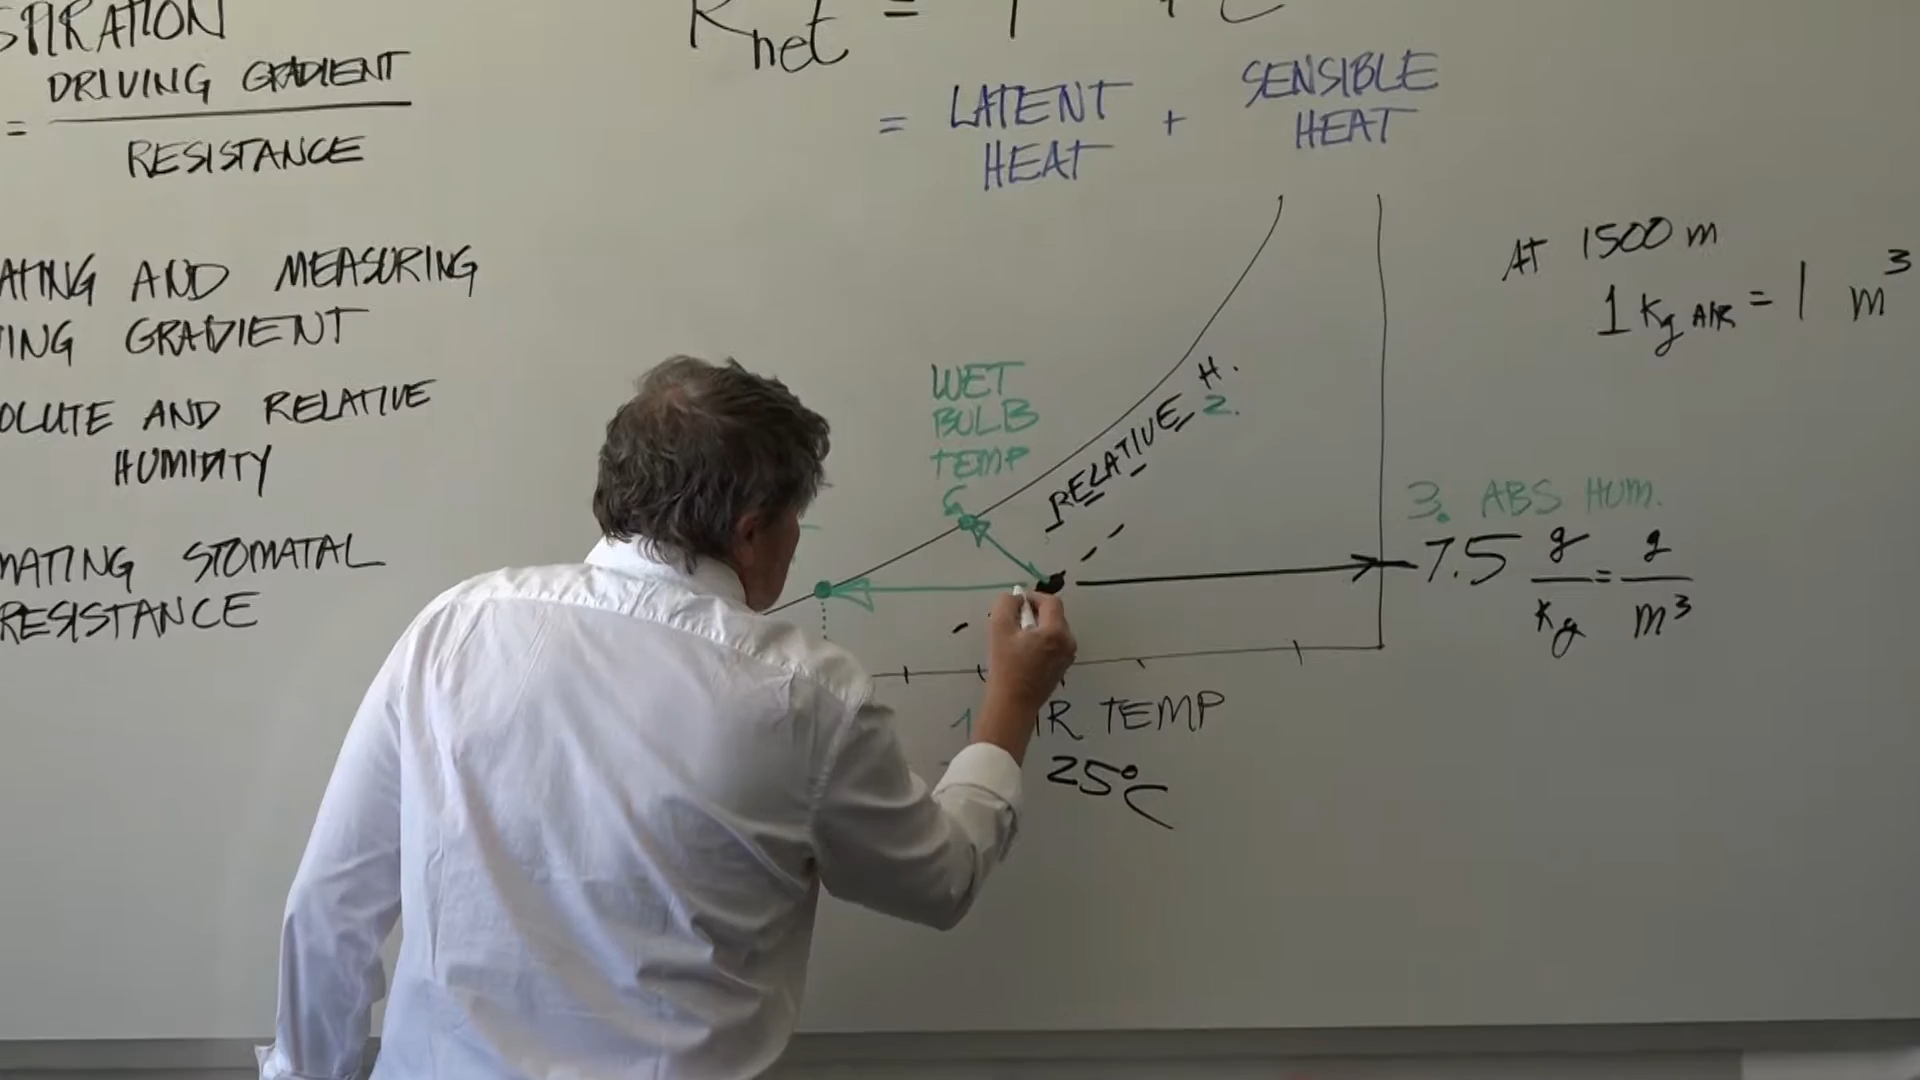 SPIRATION
= DRIVING GRADIENT
RESISTANCE
ATING AND MEASURING
ING GRADIENT
OLUTE AND RELATIVE
HUMIDITY
MATING STOMATAL
RESISTANCE
Rnet =
= LATENT HEAT + SENSIBLE HEAT
AT 1500 m
1 Kg AIR = 1 m³
WET
BULB
TEMP
RELATIVE H.
2.
3. ABS HUM.
7.5 g/Kg = g/m³
1 IR TEMP
25°C